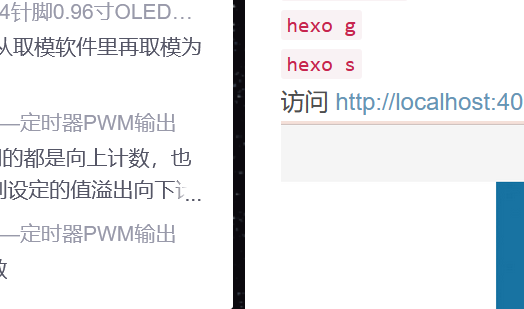 4针脚0.96寸OLED…
从取模软件里再取模为
—定时器PWM输出
的都是向上计数，也
设定的值溢出向下…
—定时器PWM输出
数
hexo g
hexo s
访问 http://localhost:40